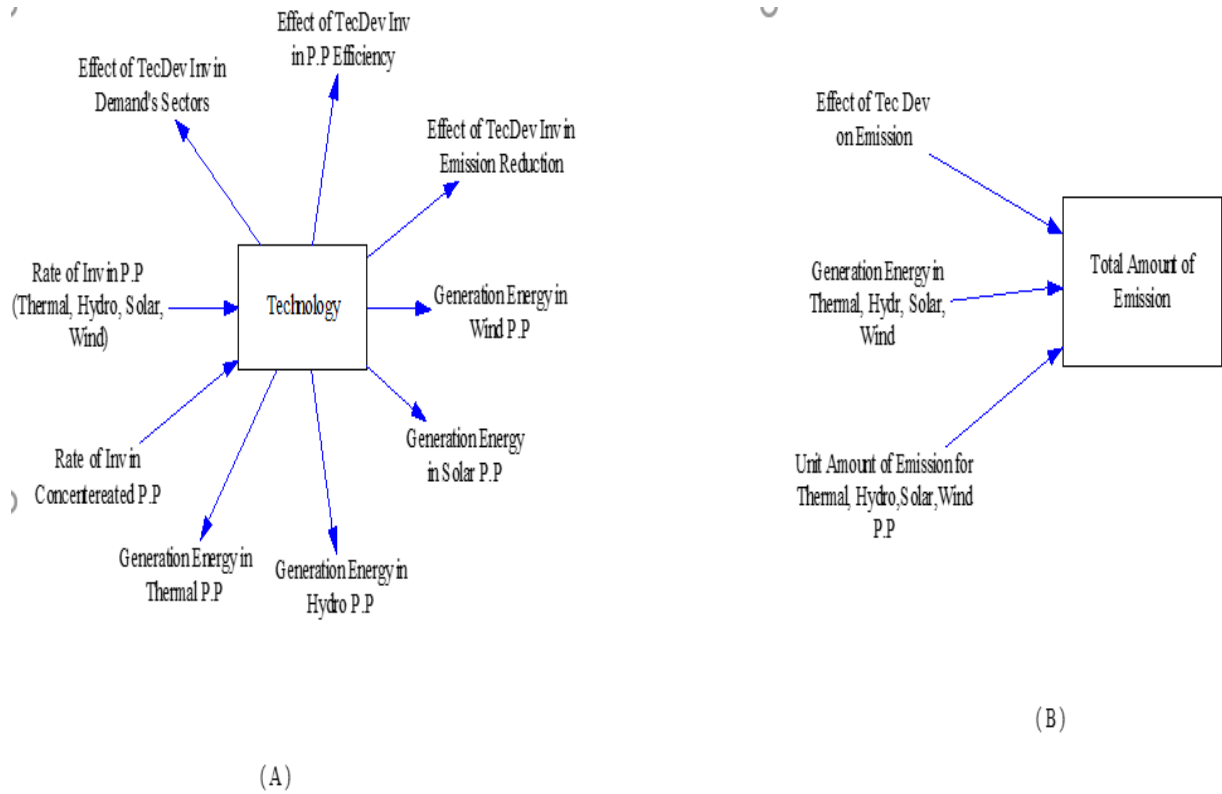 Effect of TecDev Inv
in P.P Efficiency
Effect of TecDev Inv in
Demand's Sectors
Effect of TecDev Inv in
Emission Reduction
Rate of Inv in P.P
(Thermal, Hydro, Solar,
Wind)
Technology
Generation Energy in
Wind P.P
Generation Energy
in Solar P.P
Rate of Inv in
Concentereated P.P
Generation Energy in
Thermal P.P
Generation Energy in
Hydro P.P
(A)
Effect of Tec Dev
on Emission
Generation Energy in
Thermal, Hydr, Solar,
Wind
Total Amount of
Emission
Unit Amount of Emission for
Thermal, Hydro,Solar,Wind
P.P
(B)